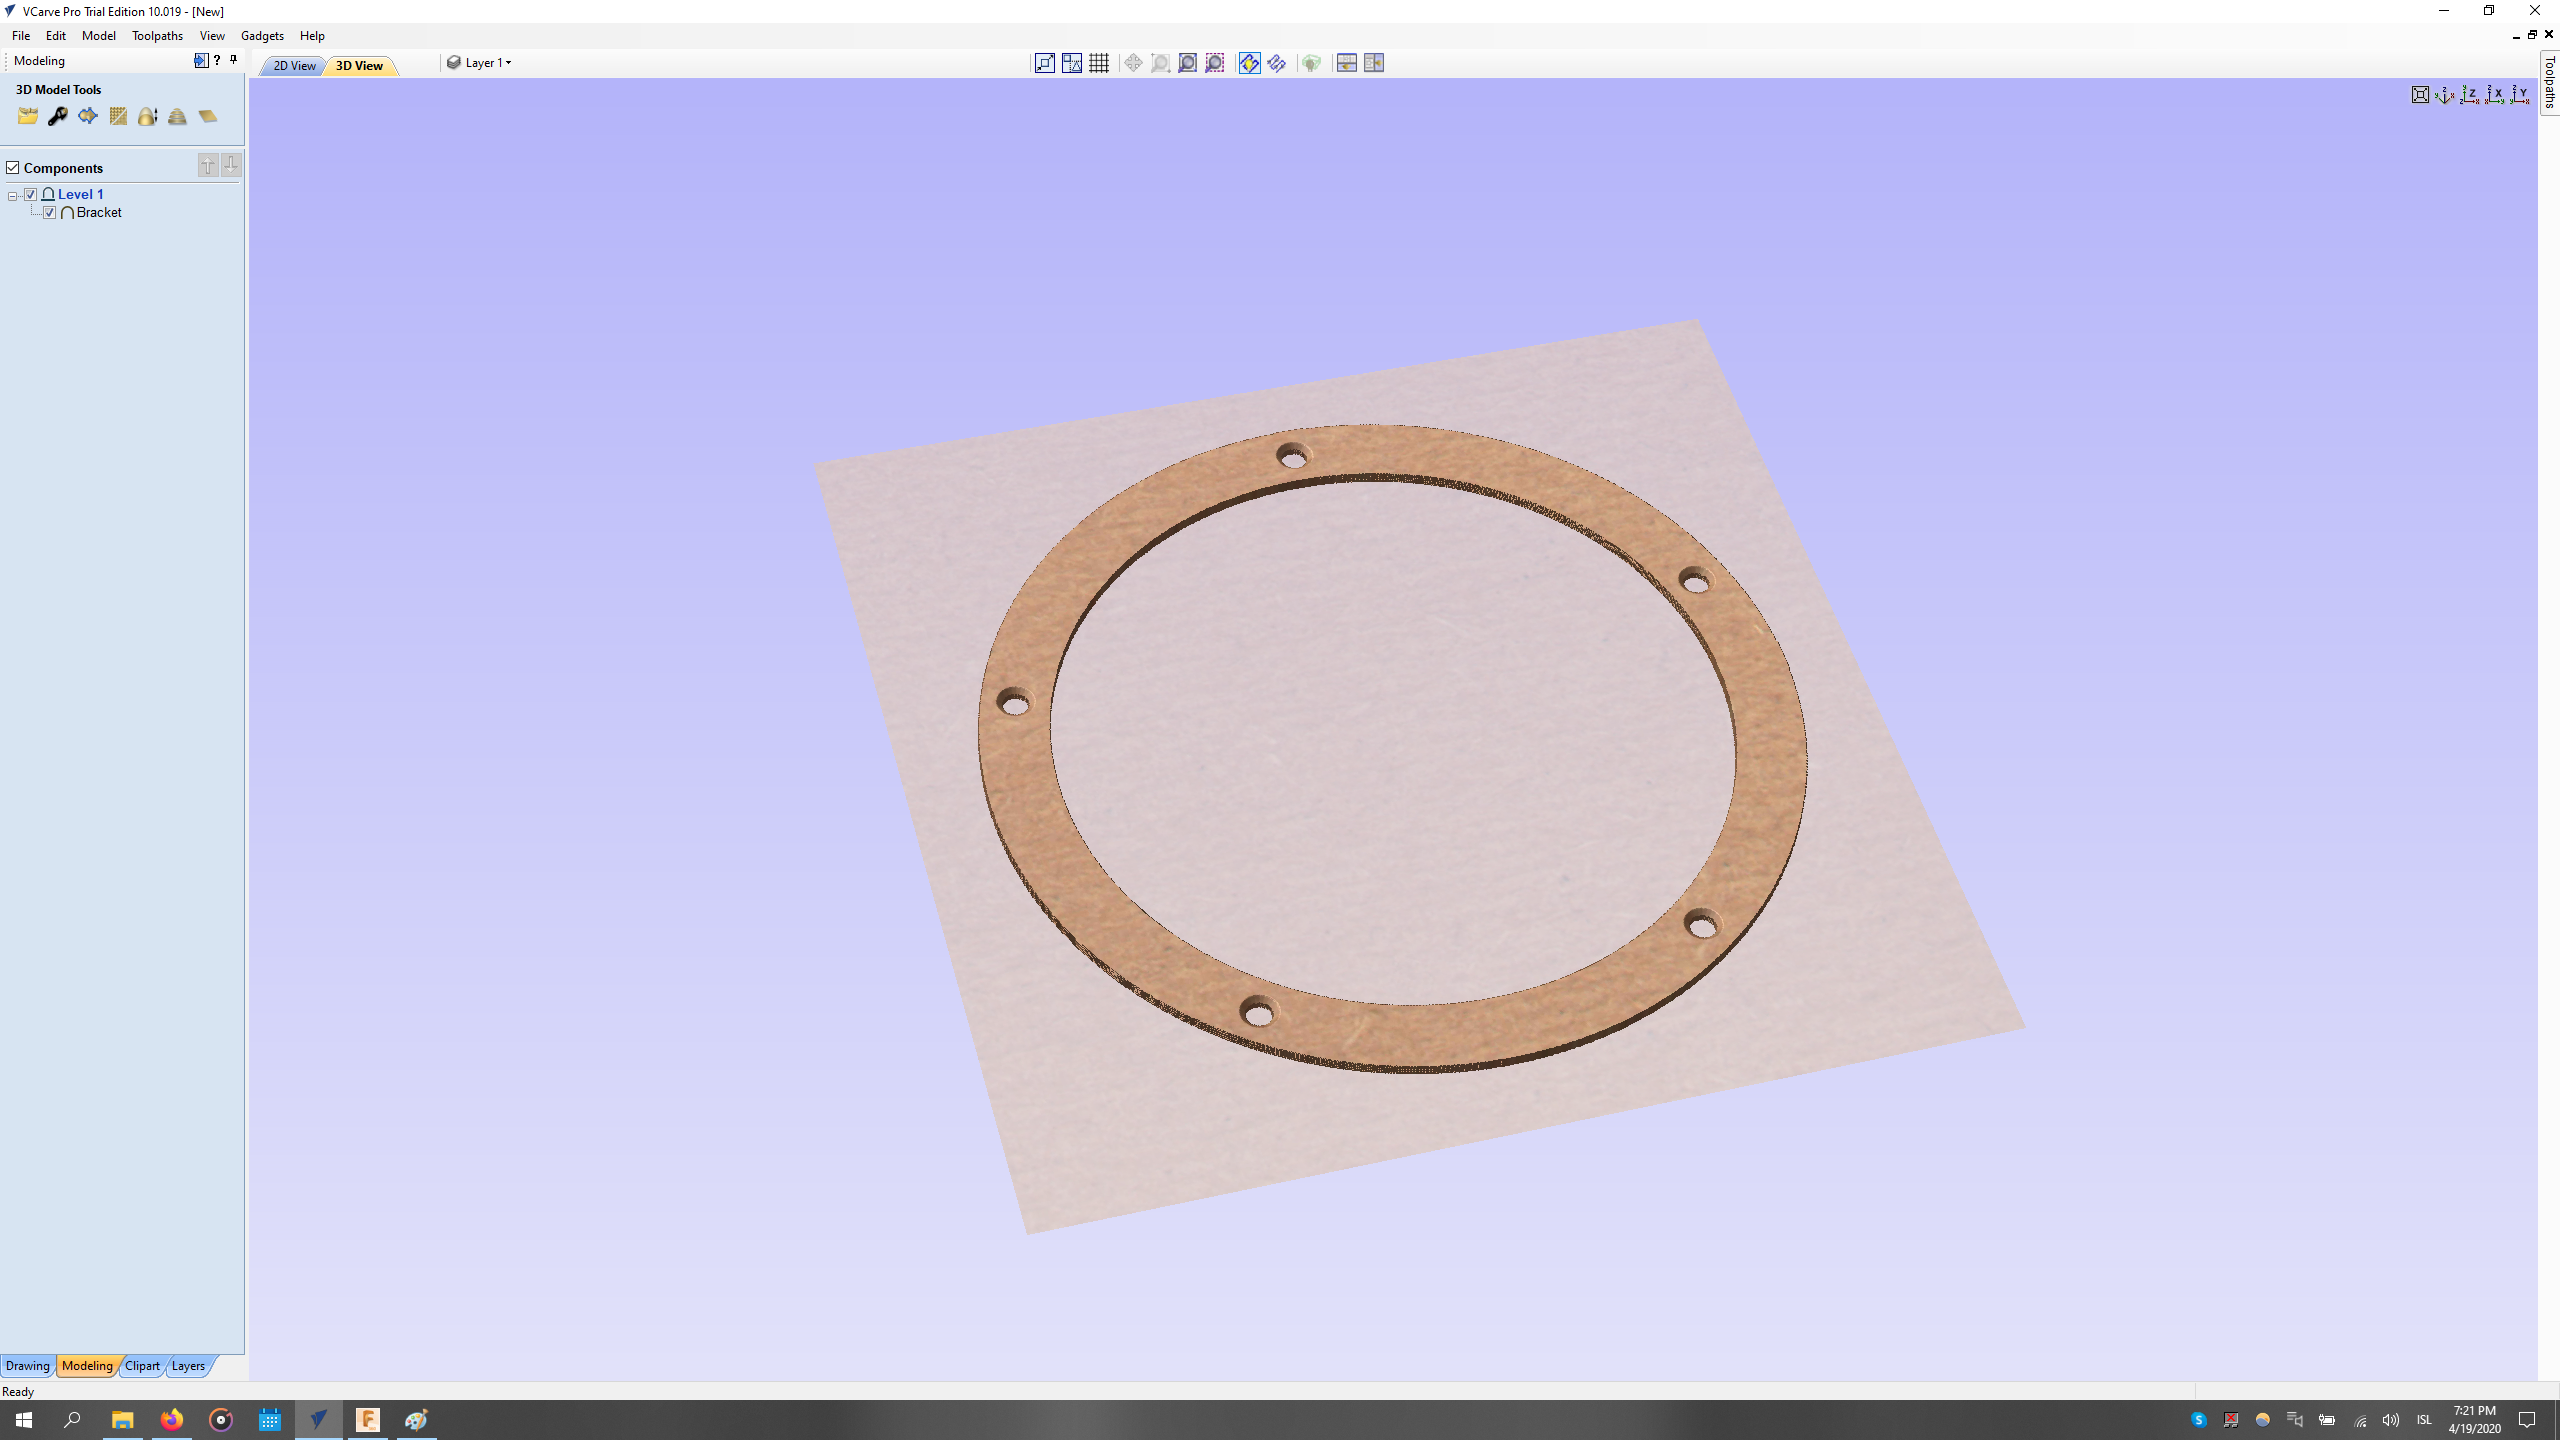 VCarve Pro Trial Edition 10.019 - [New]
File Edit Model Toolpaths View Gadgets Help
Modeling ?
2D View 3D View Layer 1
Toolpaths
3D Model Tools
Z X Y
Components
Level 1
Bracket
Drawing Modeling Clipart Layers
Ready
ISL
7:21 PM
4/19/2020